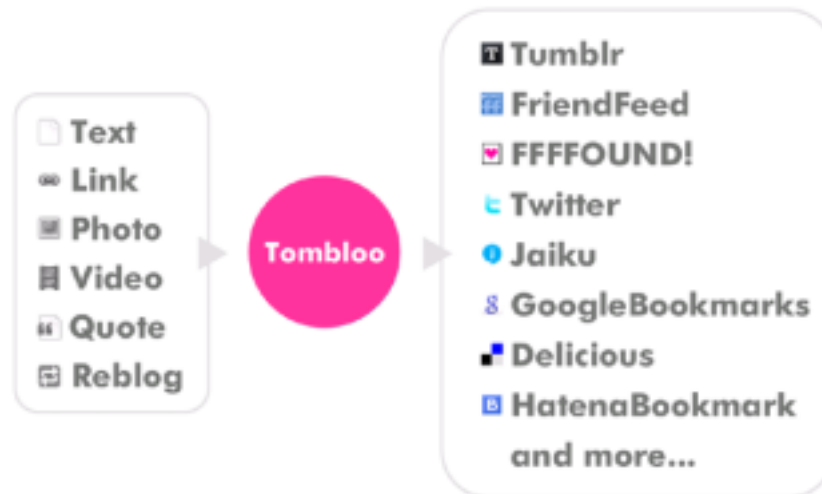 Text
Link
Photo
Video
Quote
Reblog
Tombloo
Tumblr
FriendFeed
FFFFOUND!
Twitter
Jaiku
GoogleBookmarks
Delicious
HatenaBookmark
and more...